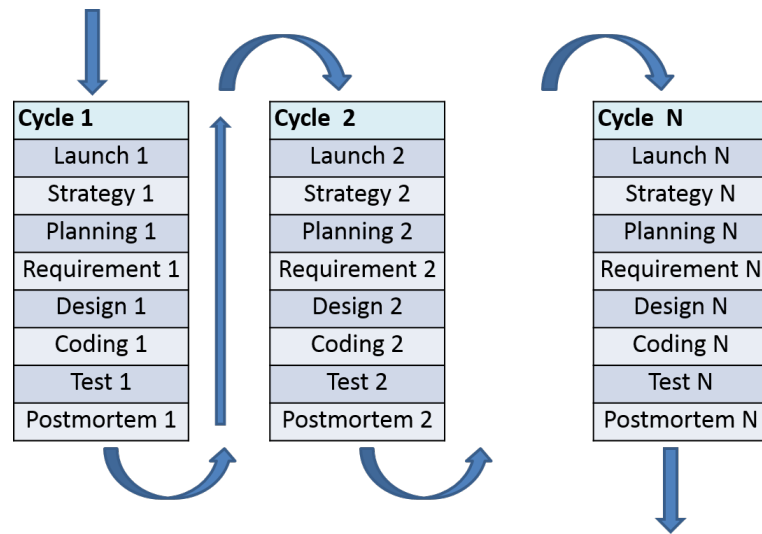 Cycle 1
Launch 1
Strategy 1
Planning 1
Requirement 1
Design 1
Coding 1
Test 1
Postmortem 1
Cycle 2
Launch 2
Strategy 2
Planning 2
Requirement 2
Design 2
Coding 2
Test 2
Postmortem 2
Cycle N
Launch N
Strategy N
Planning N
Requirement N
Design N
Coding N
Test N
Postmortem N